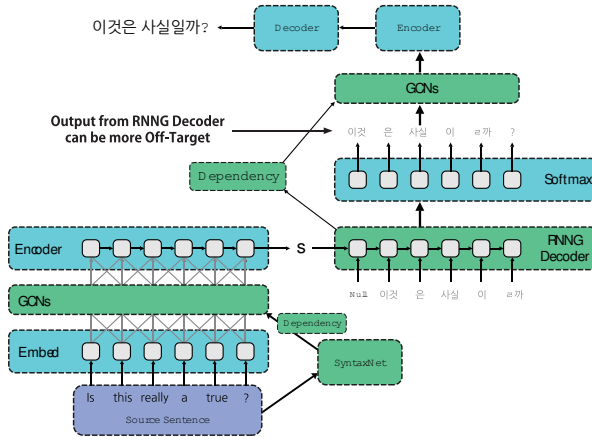 이것은 사실일까?
Decoder
Encoder
GCNs
Output from RNNG Decoder
can be more Off-Target
이것 은 사실 이 ㄹ까 ?
Dependency
Softmax
Encoder
S
RNNG
Decoder
Null 이것 은 사실 이 ㄹ까
GCNs
Dependency
Embed
SyntaxNet
Is this really a true ?
Source Sentence